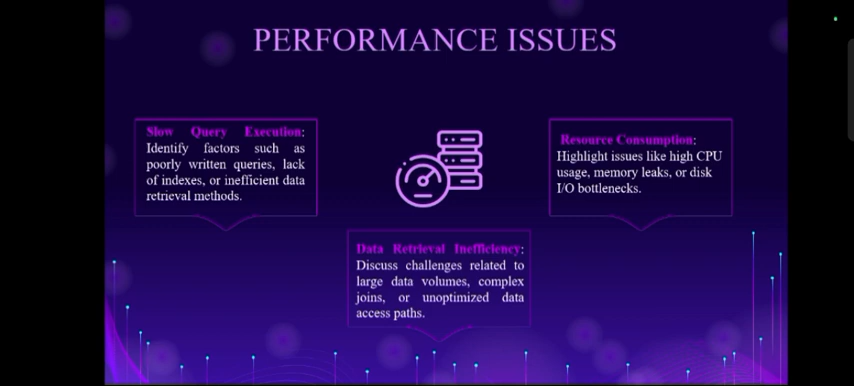 PERFORMANCE ISSUES
Slow Query Execution:
Identify factors such as
poorly written queries, lack
of indexes, or inefficient data
retrieval methods.
Resource Consumption:
Highlight issues like high CPU
usage, memory leaks, or disk
I/O bottlenecks.
Data Retrieval Inefficiency:
Discuss challenges related to
large data volumes, complex
joins, or unoptimized data
access paths.